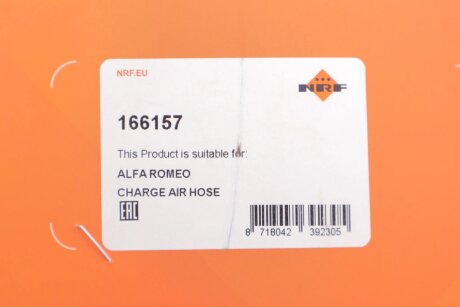 NRF.EU
NRF
166157
This Product is suitable for:
ALFA ROMEO
CHARGE AIR HOSE
EAC
8 718042 392305